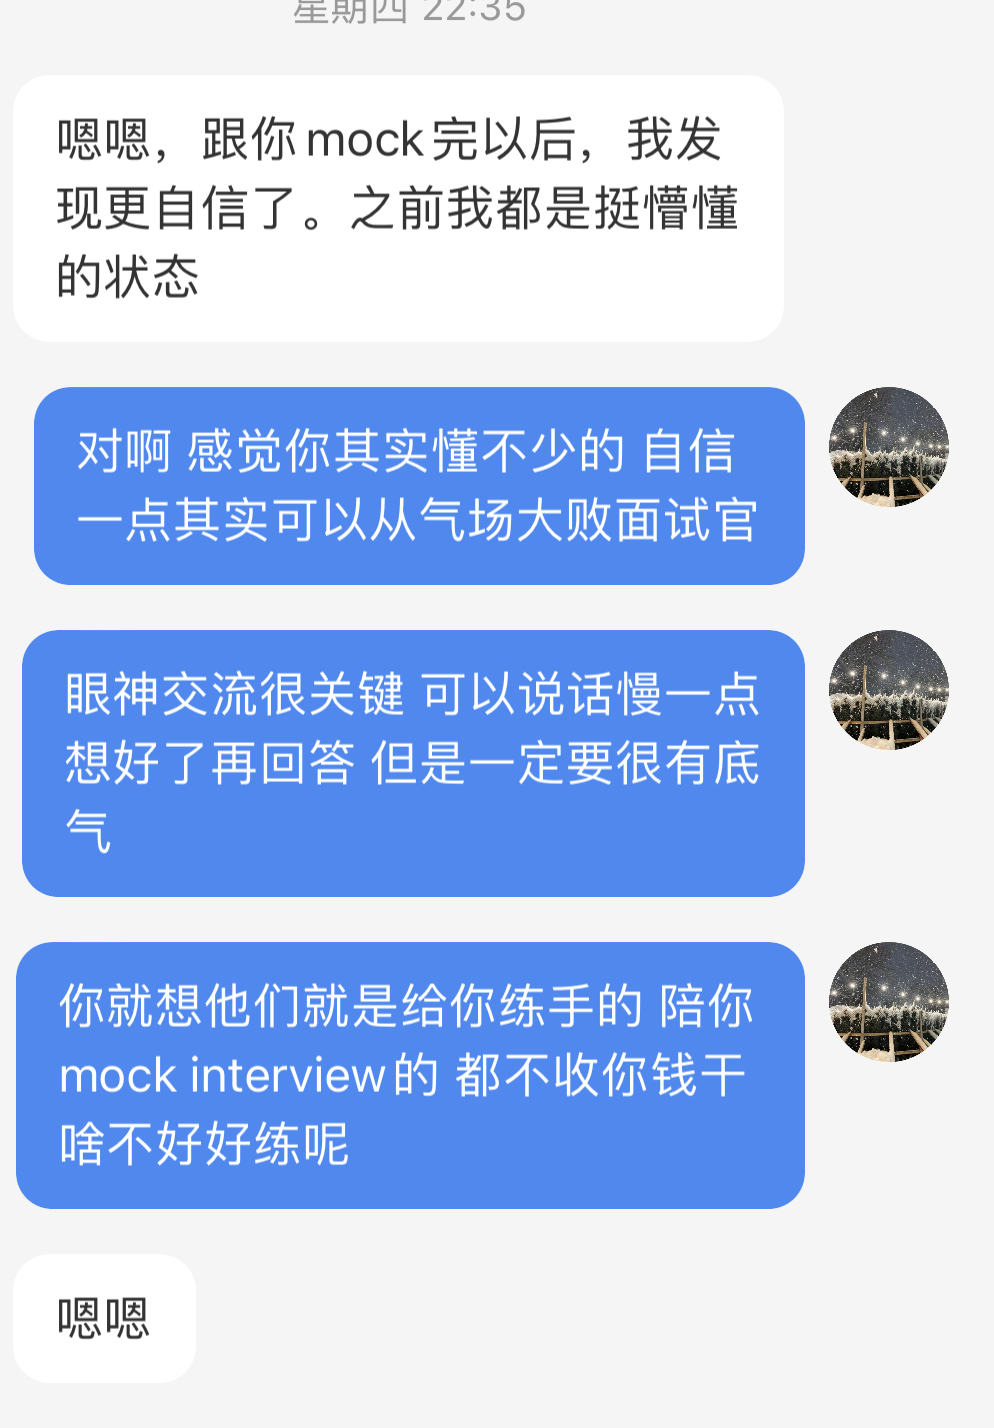 星期四 22:35
嗯嗯，跟你mock完以后，我发
现更自信了。之前我都是挺懵懂
的状态
对啊 感觉你其实懂不少的 自信
一点其实可以从气场大败面试官
眼神交流很关键 可以说话慢一点
想好了再回答 但是一定要很有底
气
你就想他们就是给你练手的 陪你
mock interview的 都不收你钱干
啥不好好练呢
嗯嗯